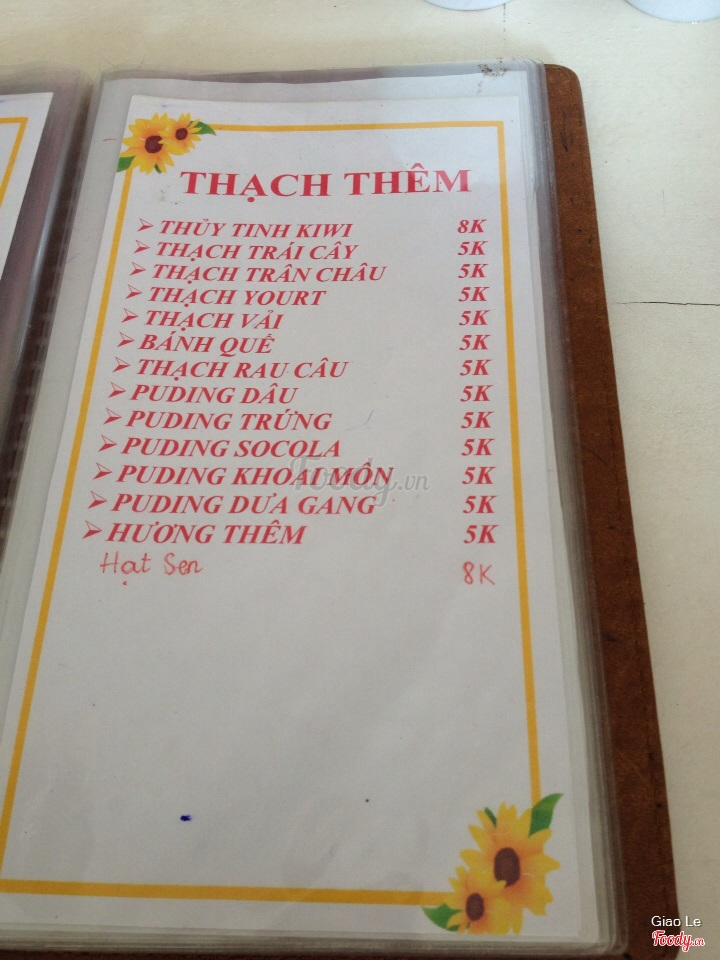 THẠCH THÊM
THỦY TINH KIWI 8K
THẠCH TRÁI CÂY 5K
THẠCH TRÂN CHÂU 5K
THẠCH YOURT 5K
THẠCH VẢI 5K
BÁNH QUẾ 5K
THẠCH RAU CÂU 5K
PUDING DÂU 5K
PUDING TRỨNG 5K
PUDING SOCOLA 5K
PUDING KHOAI MÔN 5K
PUDING DƯA GANG 5K
HƯƠNG THÊM 5K
Hạt Sen 8K
Foody.vn
Giao Le
Foody.vn